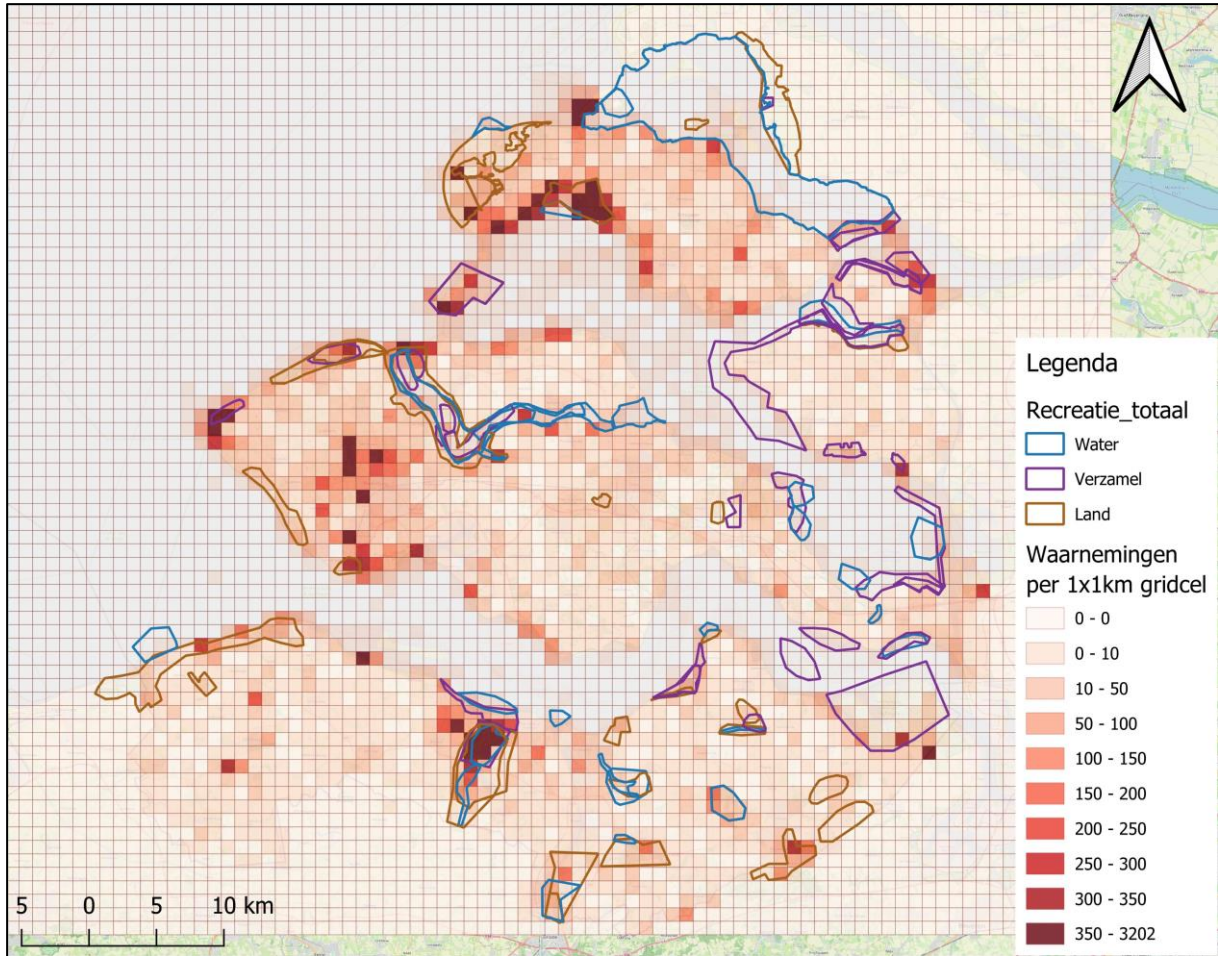 Legenda
Recreatie_totaal
Water
Verzamel
Land
Waarnemingen
per 1x1km gridcel
0 - 0
0 - 10
10 - 50
50 - 100
100 - 150
150 - 200
200 - 250
250 - 300
300 - 350
350 - 3202
5 0 5 10 km